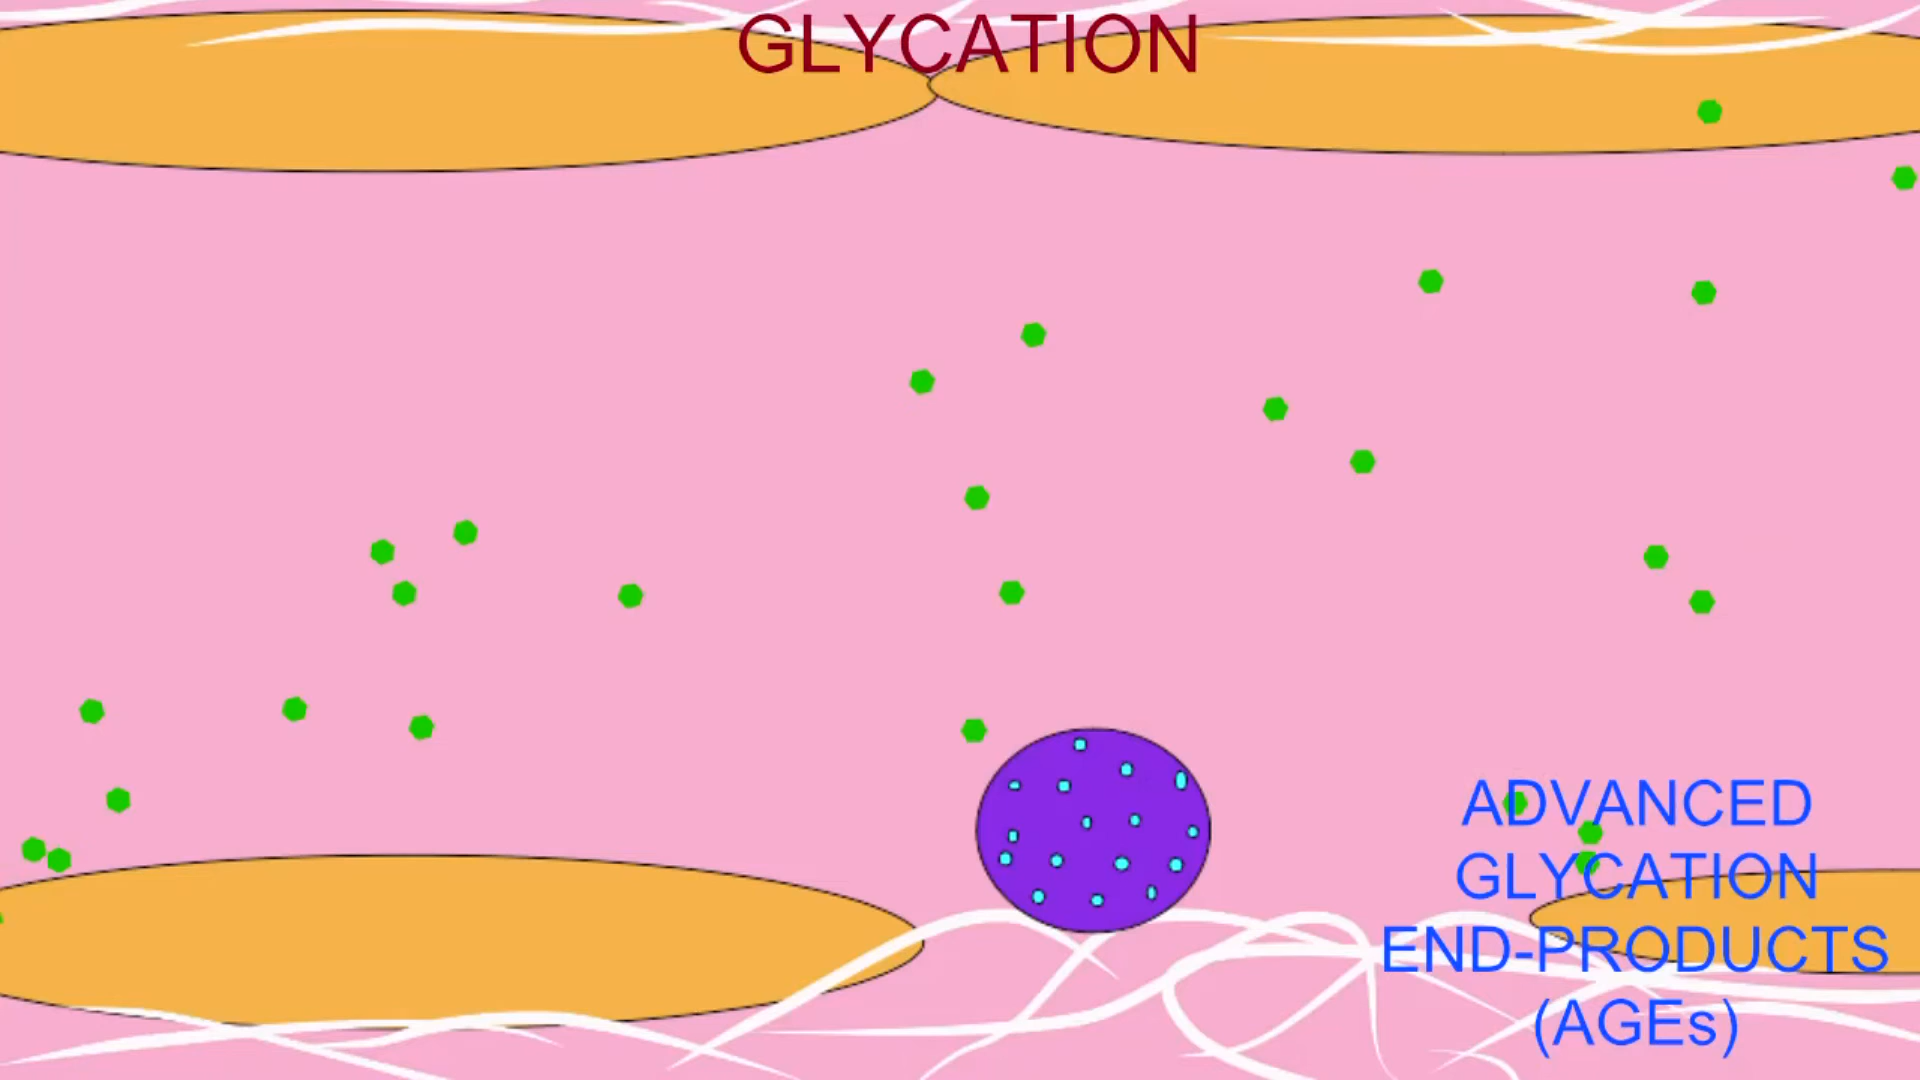 GLYCATION
ADVANCED
GLYCATION
END-PRODUCTS
(AGEs)